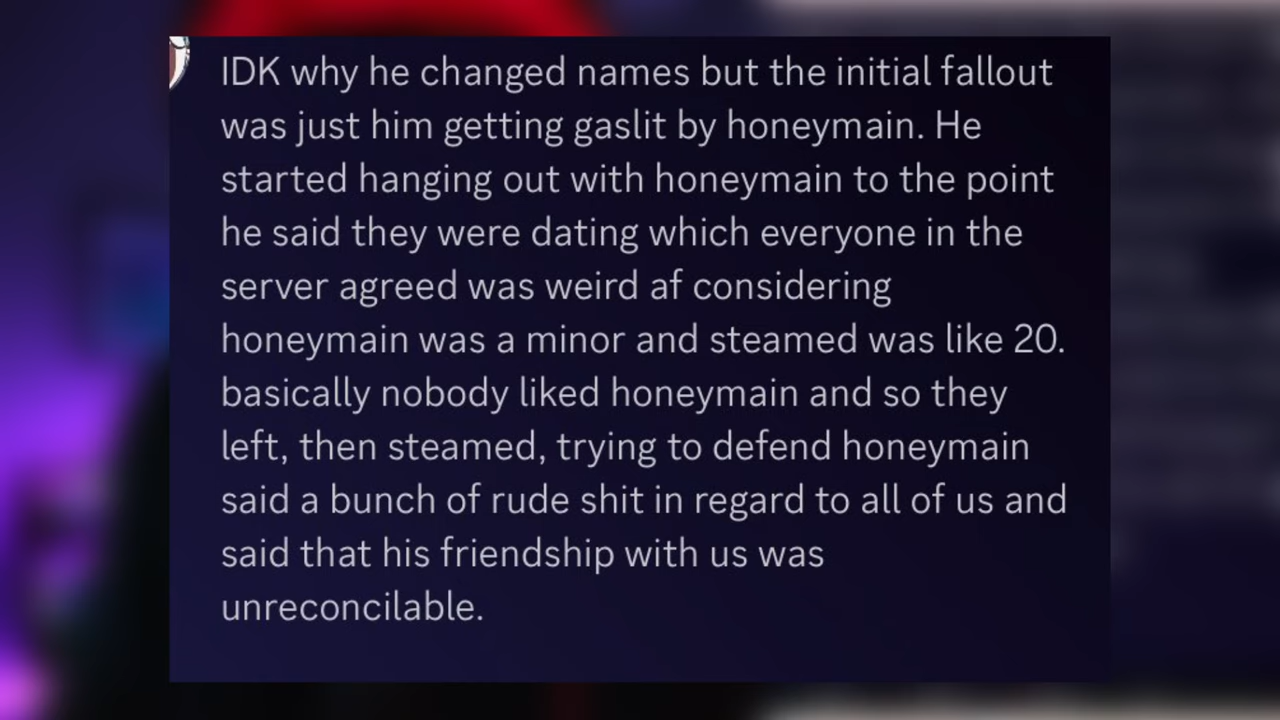 IDK why he changed names but the initial fallout
was just him getting gaslit by honeymain. He
started hanging out with honeymain to the point
he said they were dating which everyone in the
server agreed was weird af considering
honeymain was a minor and steamed was like 20.
basically nobody liked honeymain and so they
left, then steamed, trying to defend honeymain
said a bunch of rude shit in regard to all of us and
said that his friendship with us was
unreconcilable.